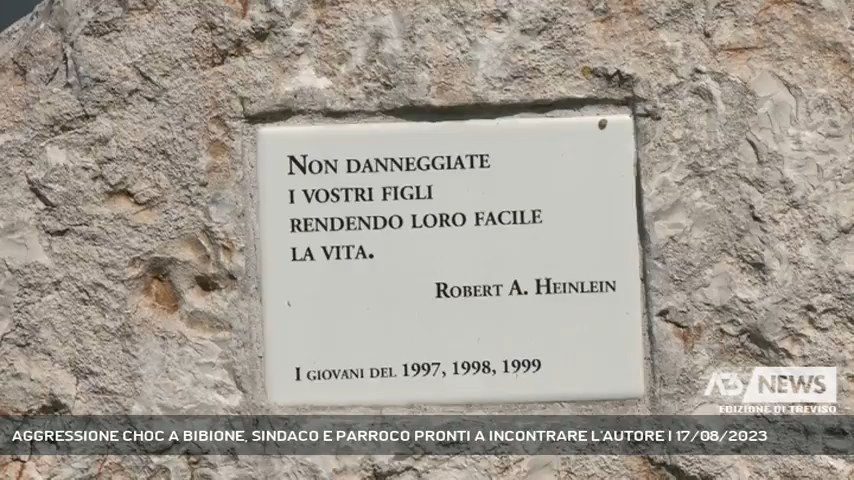 NON DANNEGGIATE
I VOSTRI FIGLI
RENDENDO LORO FACILE
LA VITA.
ROBERT A. HEINLEIN
I GIOVANI DEL 1997, 1998, 1999
A3 NEWS
EDIZIONE DI TREVISO
AGGRESSIONE CHOC A BIBIONE, SINDACO E PARROCO PRONTI A INCONTRARE L'AUTORE | 17/08/2023